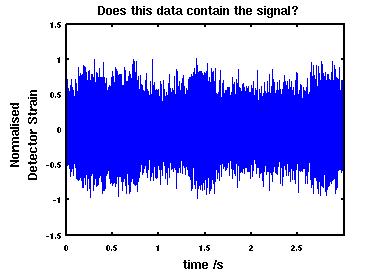 Does this data contain the signal?
1.5
1
0.5
0
-0.5
-1
-1.5
Normalised
Detector Strain
0 0.5 1 1.5 2 2.5
time /s